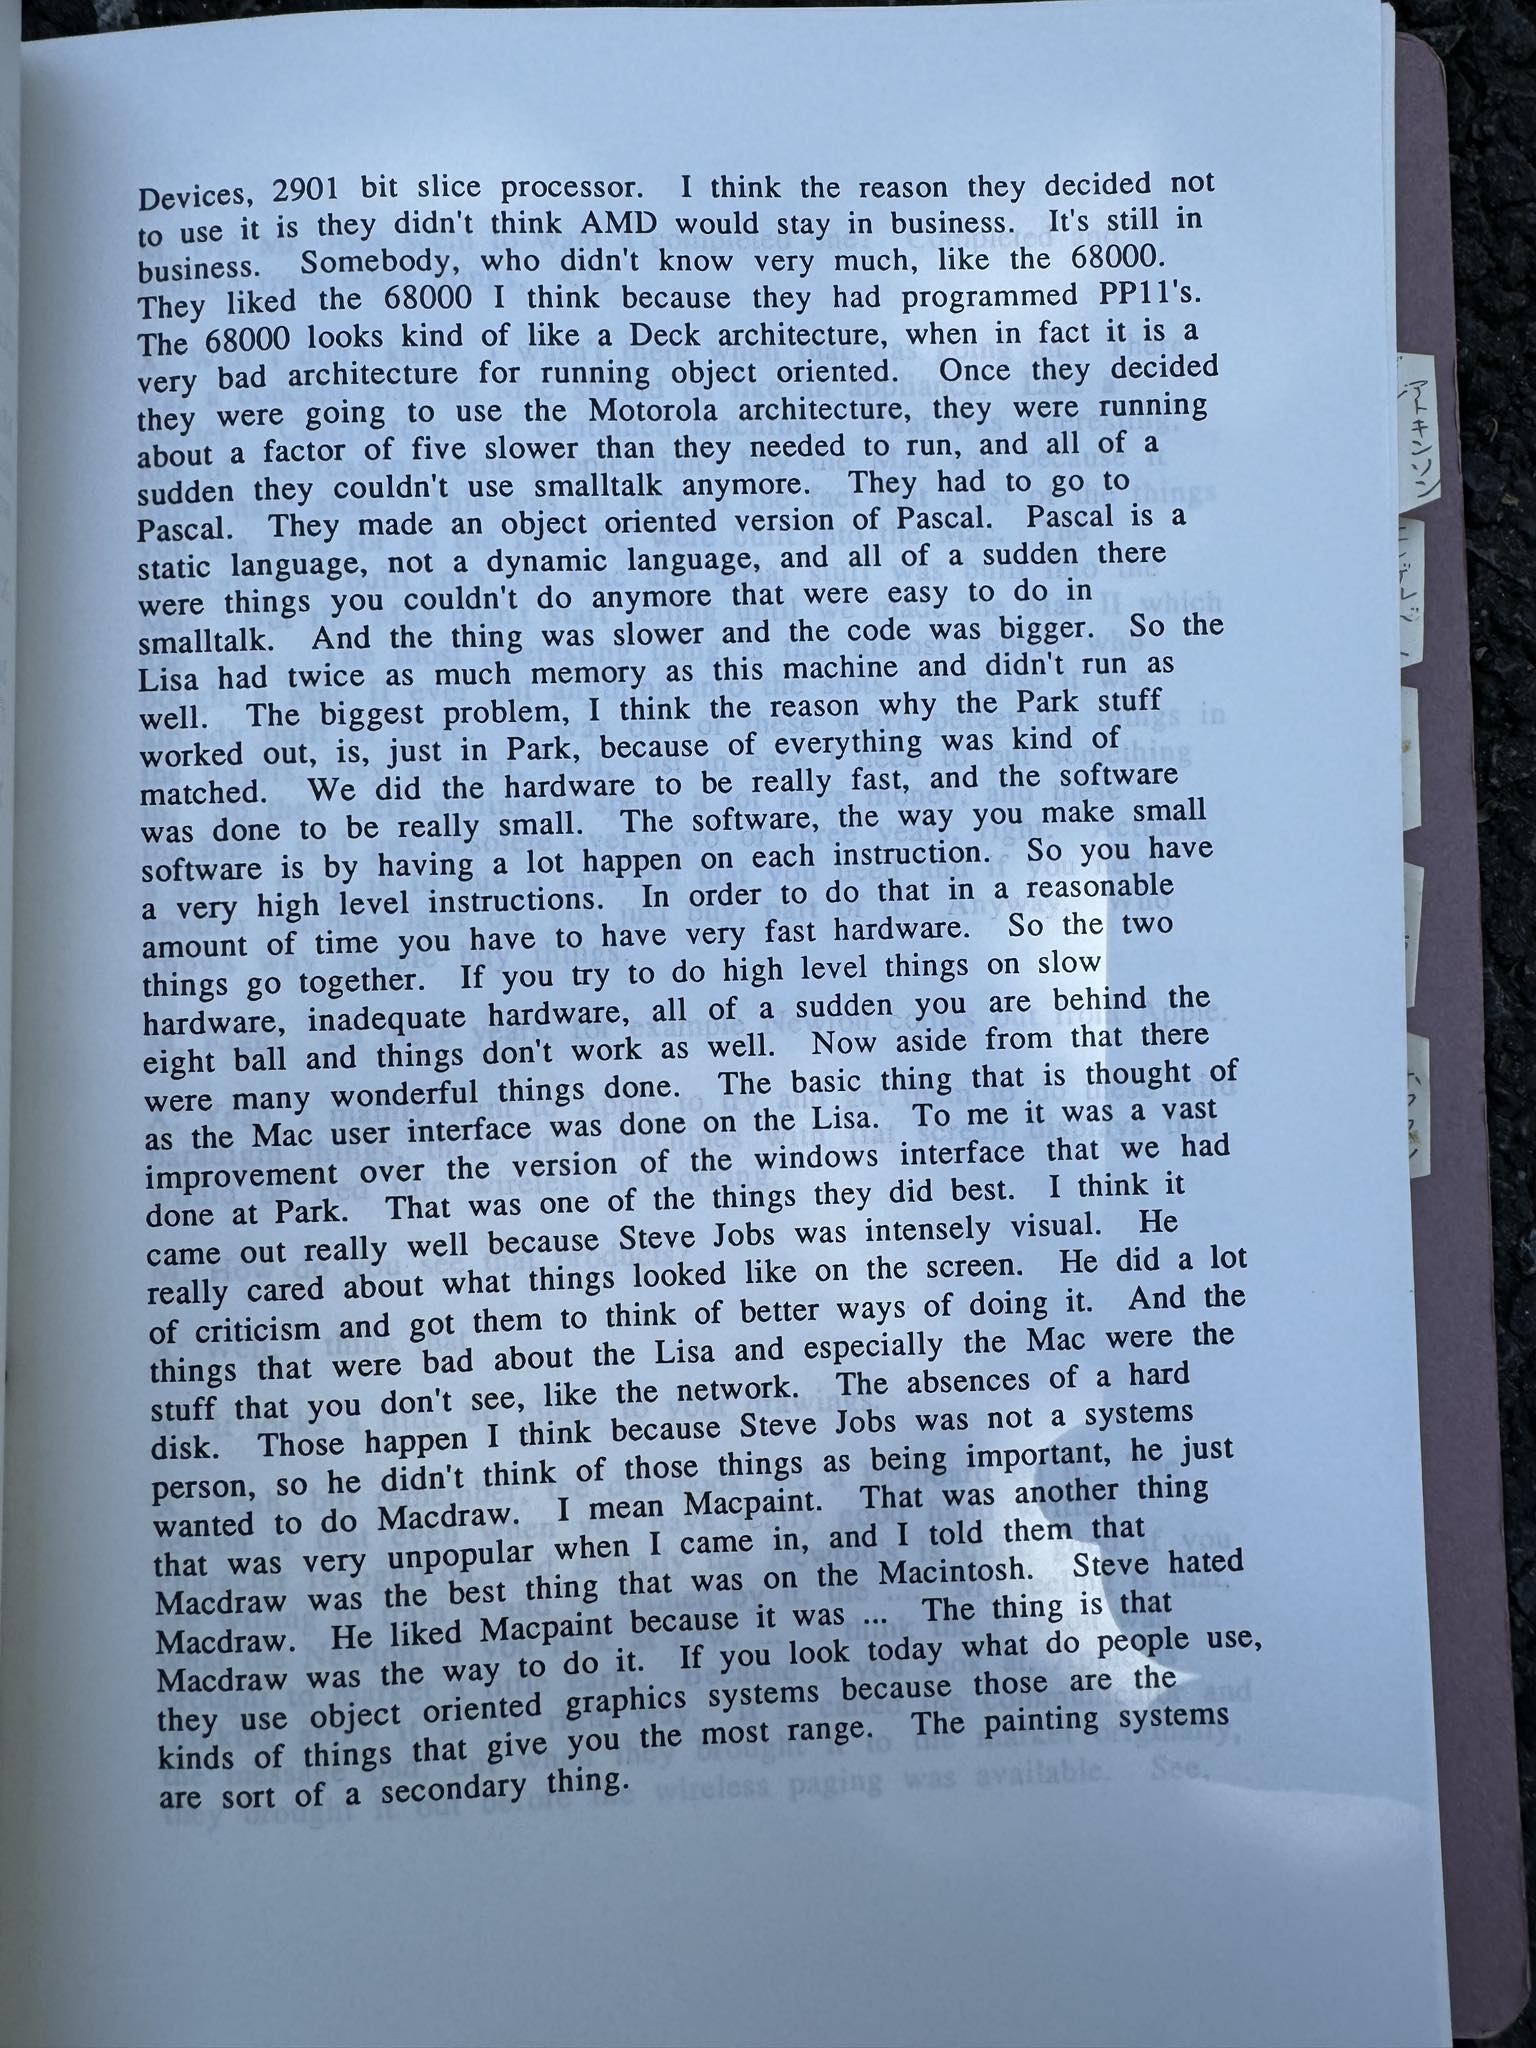 Devices, 2901 bit slice processor. I think the reason they decided not
to use it is they didn't think AMD would stay in business. It's still in
business. Somebody, who didn't know very much, like the 68000.
They liked the 68000 I think because they had programmed PP11's.
The 68000 looks kind of like a Deck architecture, when in fact it is a
very bad architecture for running object oriented. Once they decided
they were going to use the Motorola architecture, they were running
about a factor of five slower than they needed to run, and all of a
sudden they couldn't use smalltalk anymore. They had to go to
Pascal. They made an object oriented version of Pascal. Pascal is a
static language, not a dynamic language, and all of a sudden there
were things you couldn't do anymore that were easy to do in
smalltalk. And the thing was slower and the code was bigger. So the
Lisa had twice as much memory as this machine and didn't run as
well. The biggest problem, I think the reason why the Park stuff
worked out, is, just in Park, because of everything was kind of
matched. We did the hardware to be really fast, and the software
was done to be really small. The software, the way you make small
software is by having a lot happen on each instruction. So you have
a very high level instructions. In order to do that in a reasonable
amount of time you have to have very fast hardware. So the two
things go together. If you try to do high level things on slow
hardware, inadequate hardware, all of a sudden you are behind the
eight ball and things don't work as well. Now aside from that there
were many wonderful things done. The basic thing that is thought of
as the Mac user interface was done on the Lisa. To me it was a vast
improvement over the version of the windows interface that we had
done at Park. That was one of the things they did best. I think it
came out really well because Steve Jobs was intensely visual. He
really cared about what things looked like on the screen. He did a lot
of criticism and got them to think of better ways of doing it. And the
things that were bad about the Lisa and especially the Mac were the
stuff that you don't see, like the network. The absences of a hard
disk. Those happen I think because Steve Jobs was not a systems
person, so he didn't think of those things as being important, he just
wanted to do Macdraw. I mean Macpaint. That was another thing
that was very unpopular when I came in, and I told them that
Macdraw was the best thing that was on the Macintosh. Steve hated
Macdraw. He liked Macpaint because it was ... The thing is that
Macdraw was the way to do it. If you look today what do people use,
they use object oriented graphics systems because those are the
kinds of things that give you the most range. The painting systems
are sort of a secondary thing.